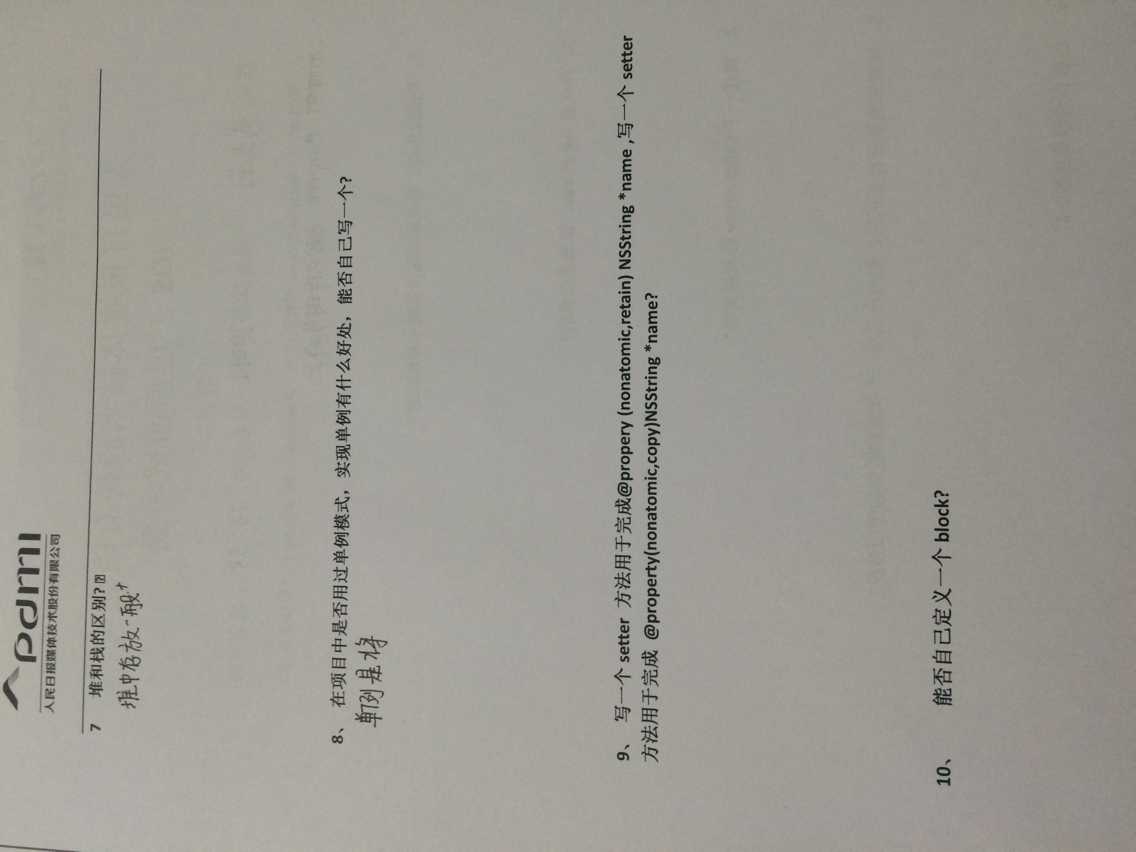 pdmi
人民日报媒体技术股份有限公司
7 堆和栈的区别?
堆中存放一般
8、 在项目中是否用过单例模式，实现单例有什么好处，能否自己写一个?
单例是将
9、 写一个 setter 方法用于完成@propery (nonatomic,retain) NSString *name ,写一个 setter
方法用于完成 @property(nonatomic,copy)NSString *name?
10、 能否自己定义一个 block?